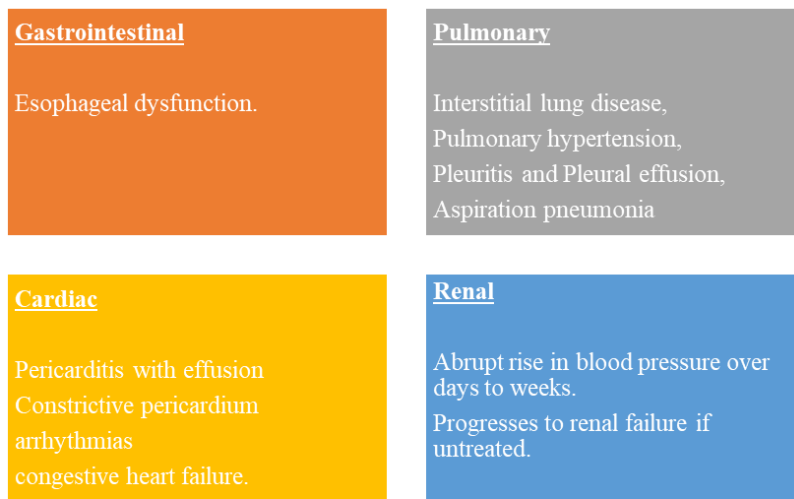 Gastrointestinal
Esophageal dysfunction.
Pulmonary
Interstitial lung disease,
Pulmonary hypertension,
Pleuritis and Pleural effusion,
Aspiration pneumonia
Cardiac
Pericarditis with effusion
Constrictive pericardium
arrhythmias
congestive heart failure.
Renal
Abrupt rise in blood pressure over
days to weeks.
Progresses to renal failure if
untreated.